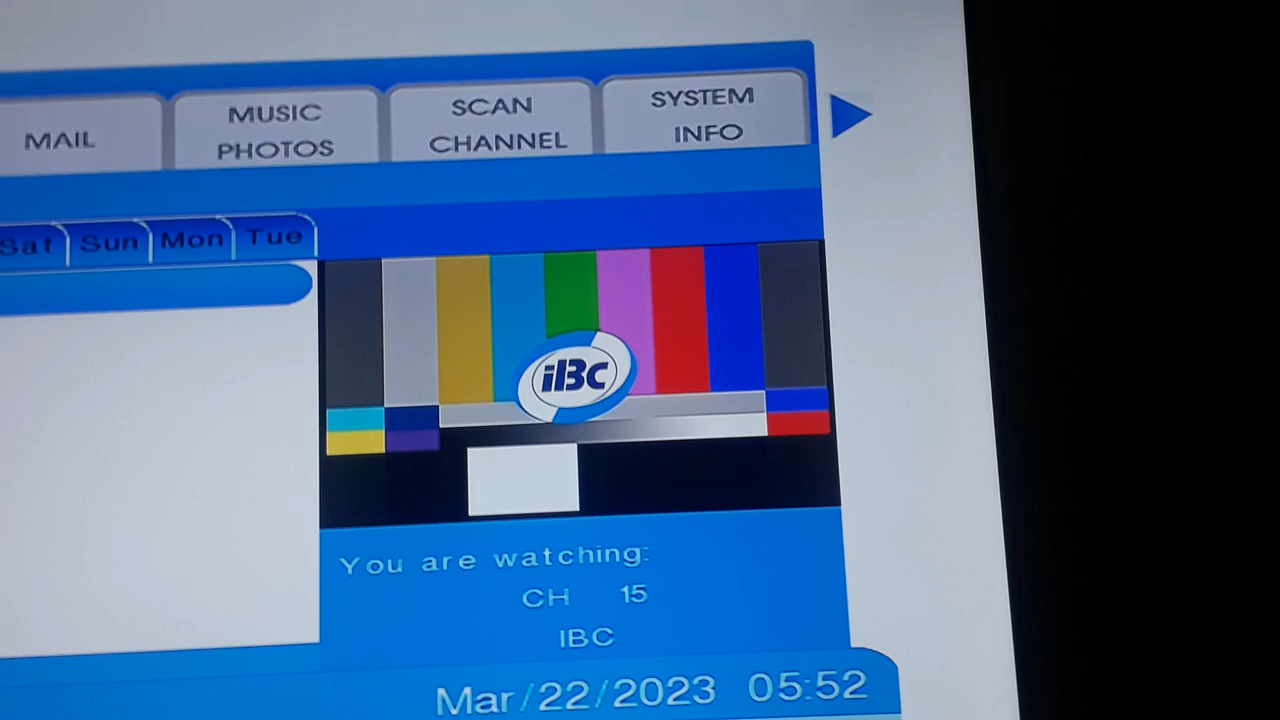 MAIL
MUSIC
PHOTOS
SCAN
CHANNEL
SYSTEM
INFO
Sat Sun Mon Tue
iBC
You are watching:
CH 15
IBC
Mar/22/2023 05:52